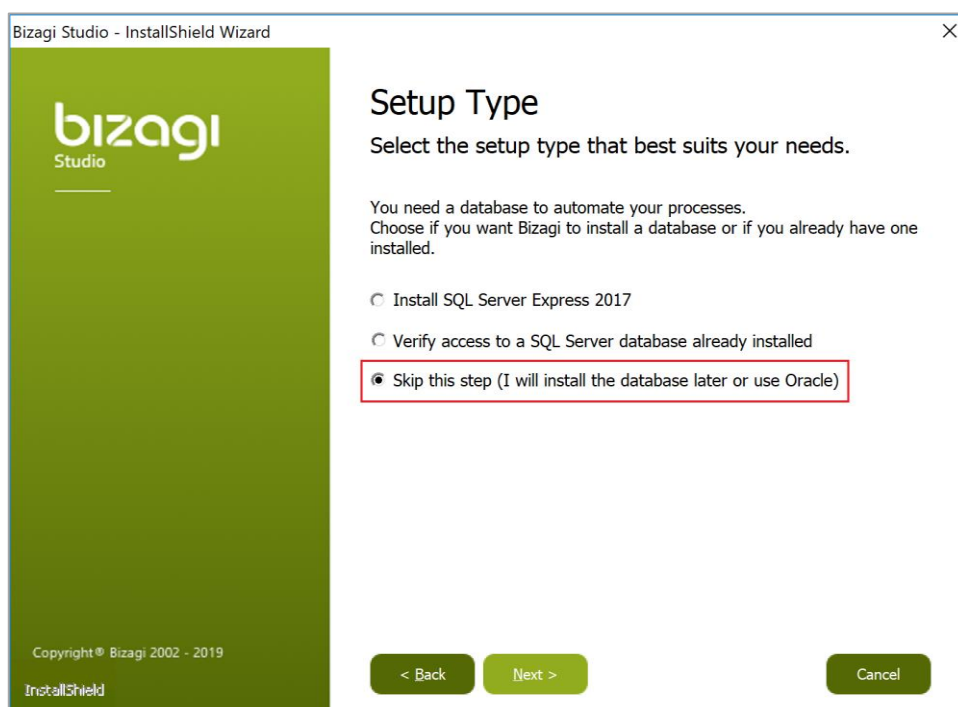 Bizagi Studio - InstallShield Wizard
bizagi
Studio
Setup Type
Select the setup type that best suits your needs.
You need a database to automate your processes.
Choose if you want Bizagi to install a database or if you already have one
installed.
Install SQL Server Express 2017
Verify access to a SQL Server database already installed
Skip this step (I will install the database later or use Oracle)
Copyright® Bizagi 2002 - 2019
InstallShield
< Back
Next >
Cancel